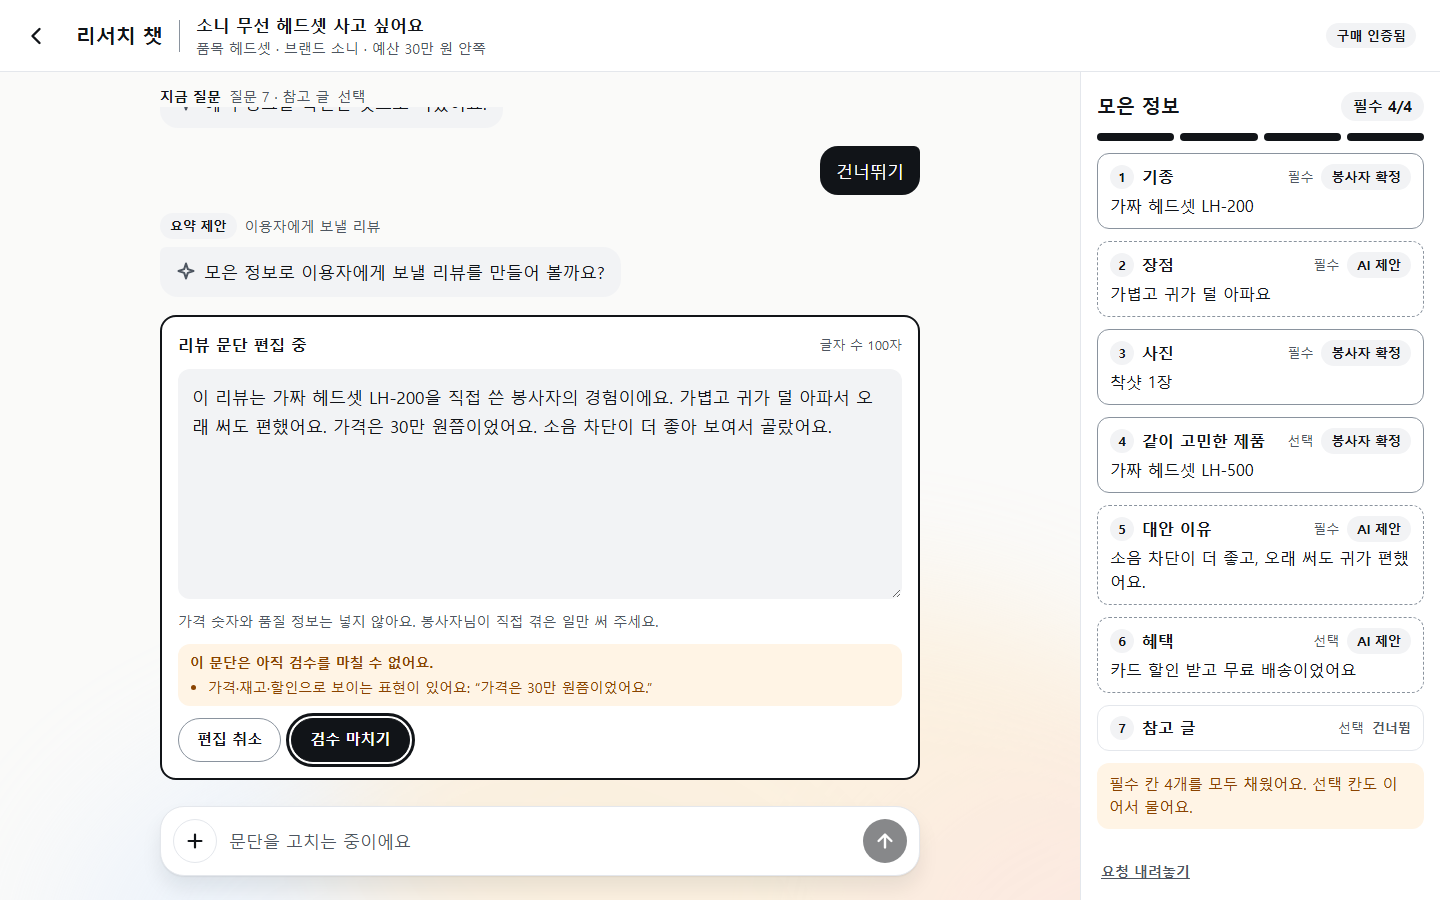 리서치 챗
소니 무선 헤드셋 사고 싶어요
품목 헤드셋 · 브랜드 소니 · 예산 30만 원 안쪽
구매 인증됨
지금 질문 질문 7 · 참고 글 선택
건너뛰기
요약 제안 이용자에게 보낼 리뷰
모은 정보로 이용자에게 보낼 리뷰를 만들어 볼까요?
리뷰 문단 편집 중
글자 수 100자
이 리뷰는 가짜 헤드셋 LH-200을 직접 쓴 봉사자의 경험이에요. 가볍고 귀가 덜 아파서 오
래 써도 편했어요. 가격은 30만 원쯤이었어요. 소음 차단이 더 좋아 보여서 골랐어요.
가격 숫자와 품질 정보는 넣지 않아요. 봉사자님이 직접 겪은 일만 써 주세요.
이 문단은 아직 검수를 마칠 수 없어요.
• 가격·재고·할인으로 보이는 표현이 있어요: “가격은 30만 원쯤이었어요.”
편집 취소
검수 마치기
문단을 고치는 중이에요
모은 정보
필수 4/4
1 기종 필수 봉사자 확정
가짜 헤드셋 LH-200
2 장점 필수 AI 제안
가볍고 귀가 덜 아파요
3 사진 필수 봉사자 확정
착샷 1장
4 같이 고민한 제품 선택 봉사자 확정
가짜 헤드셋 LH-500
5 대안 이유 필수 AI 제안
소음 차단이 더 좋고, 오래 써도 귀가 편했
어요.
6 혜택 선택 AI 제안
카드 할인 받고 무료 배송이었어요
7 참고 글 선택 건너뜀
필수 칸 4개를 모두 채웠어요. 선택 칸도 이
어서 물어요.
요청 내려놓기